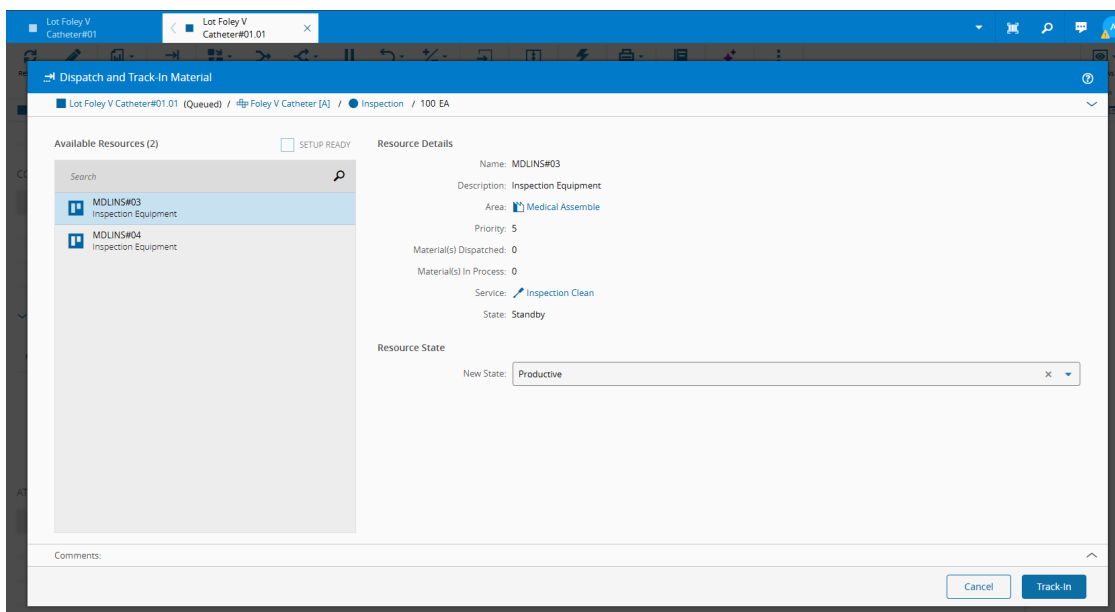 Lot Foley V
Catheter#01
Lot Foley V
Catheter#01.01
Dispatch and Track-In Material
Lot Foley V Catheter#01.01 (Queued) / Foley V Catheter [A] / Inspection / 100 EA
Available Resources (2)
SETUP READY
Search
MDLINS#03
Inspection Equipment
MDLINS#04
Inspection Equipment
Resource Details
Name: MDLINS#03
Description: Inspection Equipment
Area: Medical Assemble
Priority: 5
Material(s) Dispatched: 0
Material(s) In Process: 0
Service: Inspection Clean
State: Standby
Resource State
New State: Productive
Comments:
Cancel
Track-In